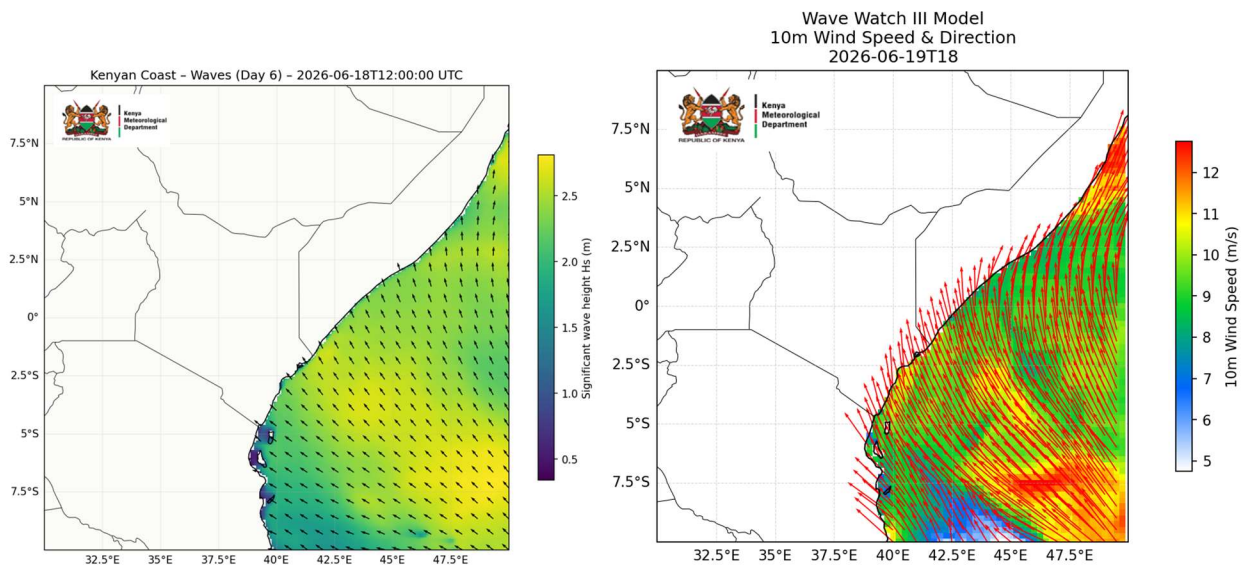 Kenyan Coast – Waves (Day 6) – 2026-06-18T12:00:00 UTC
Kenya
Meteorological
Department
REPUBLIC OF KENYA
7.5°N
5°N
2.5°N
0°
2.5°S
5°S
7.5°S
32.5°E 35°E 37.5°E 40°E 42.5°E 45°E 47.5°E
2.5
2.0
1.5
1.0
0.5
Significant wave height Hs (m)
Wave Watch III Model
10m Wind Speed & Direction
2026-06-19T18
Kenya
Meteorological
Department
REPUBLIC OF KENYA
7.5°N
5°N
2.5°N
0°
2.5°S
5°S
7.5°S
32.5°E 35°E 37.5°E 40°E 42.5°E 45°E 47.5°E
12
11
10
9
8
7
6
5
10m Wind Speed (m/s)